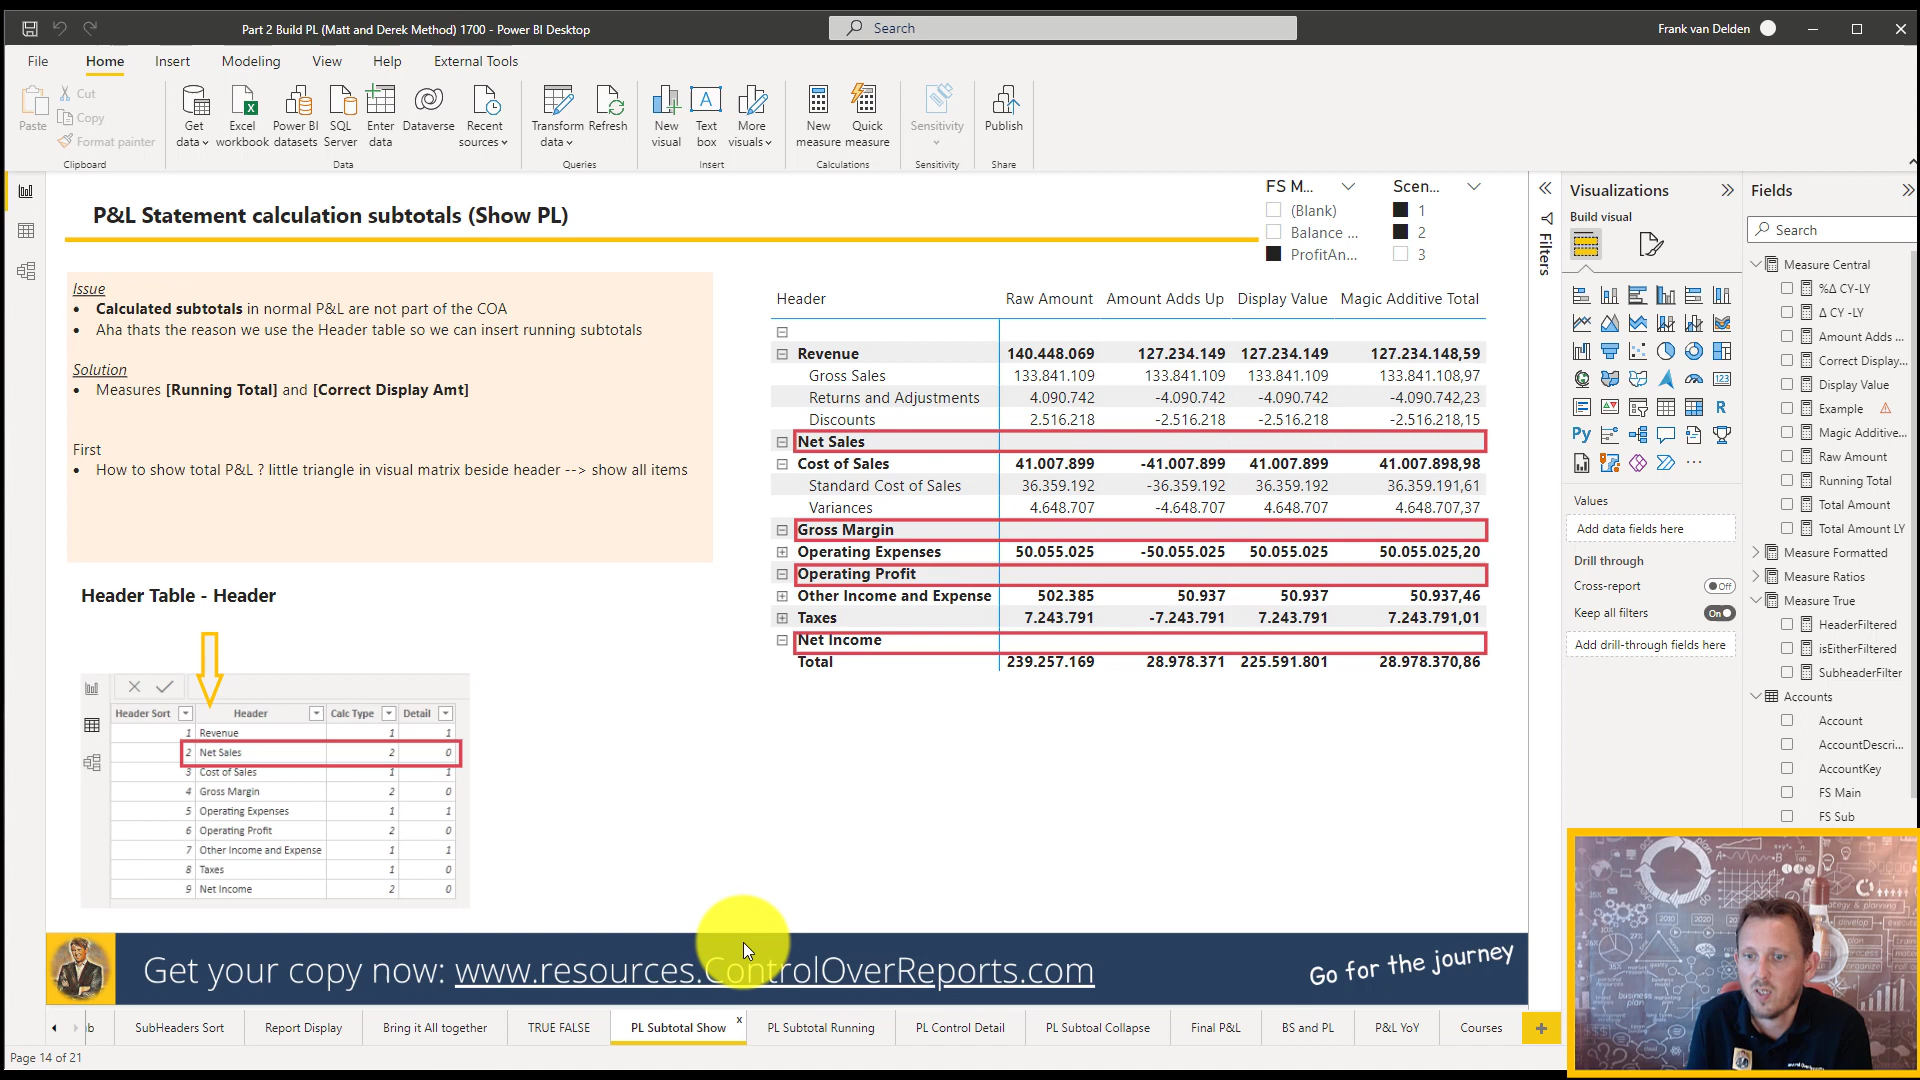 Part 2 Build PL (Matt and Derek Method) 1700 - Power BI Desktop
Search
Frank van Delden
File Home Insert Modeling View Help External Tools
Paste
Cut
Copy
Format painter
Clipboard
Get data
Excel workbook
Power BI datasets
SQL Server
Enter data
Dataverse
Recent sources
Data
Transform data
Refresh
Queries
New visual
Text box
More visuals
Insert
New measure
Quick measure
Calculations
Sensitivity
Sensitivity
Publish
Share
P&L Statement calculation subtotals (Show PL)
FS M...
(Blank)
Balance ...
ProfitAn...
Scen...
1
2
3
Issue
• Calculated subtotals in normal P&L are not part of the COA
• Aha thats the reason we use the Header table so we can insert running subtotals
Solution
• Measures [Running Total] and [Correct Display Amt]
First
• How to show total P&L ? little triangle in visual matrix beside header --> show all items
Header Raw Amount Amount Adds Up Display Value Magic Additive Total
Revenue 140.448.069 127.234.149 127.234.149 127.234.148,59
Gross Sales 133.841.109 133.841.109 133.841.109 133.841.108,97
Returns and Adjustments 4.090.742 -4.090.742 -4.090.742 -4.090.742,23
Discounts 2.516.218 -2.516.218 -2.516.218 -2.516.218,15
Net Sales
Cost of Sales 41.007.899 -41.007.899 41.007.899 41.007.898,98
Standard Cost of Sales 36.359.192 -36.359.192 36.359.192 36.359.191,61
Variances 4.648.707 -4.648.707 4.648.707 4.648.707,37
Gross Margin
Operating Expenses 50.055.025 -50.055.025 50.055.025 50.055.025,20
Operating Profit
Other Income and Expense 502.385 50.937 50.937 50.937,46
Taxes 7.243.791 -7.243.791 7.243.791 7.243.791,01
Net Income
Total 239.257.169 28.978.371 225.591.801 28.978.370,86
Header Table - Header
Header Sort Header Calc Type Detail
1 Revenue 1 1
2 Net Sales 2 0
3 Cost of Sales 1 1
4 Gross Margin 2 0
5 Operating Expenses 1 1
6 Operating Profit 2 0
7 Other Income and Expense 1 1
8 Taxes 1 0
9 Net Income 2 0
Get your copy now: www.resources.ControlOverReports.com
Go for the journey
Filters
Visualizations
Build visual
Values
Add data fields here
Drill through
Cross-report Off
Keep all filters On
Add drill-through fields here
Fields
Search
Measure Central
%Δ CY-LY
Δ CY -LY
Amount Adds ...
Correct Display...
Display Value
Example
Magic Additive...
Raw Amount
Running Total
Total Amount
Total Amount LY
Measure Formatted
Measure Ratios
Measure True
HeaderFiltered
isEitherFiltered
SubheaderFilter
Accounts
Account
AccountDescri...
AccountKey
FS Main
FS Sub
SubHeaders Sort Report Display Bring it All together TRUE FALSE PL Subtotal Show PL Subtotal Running PL Control Detail PL Subtoal Collapse Final P&L BS and PL P&L YoY Courses
Page 14 of 21